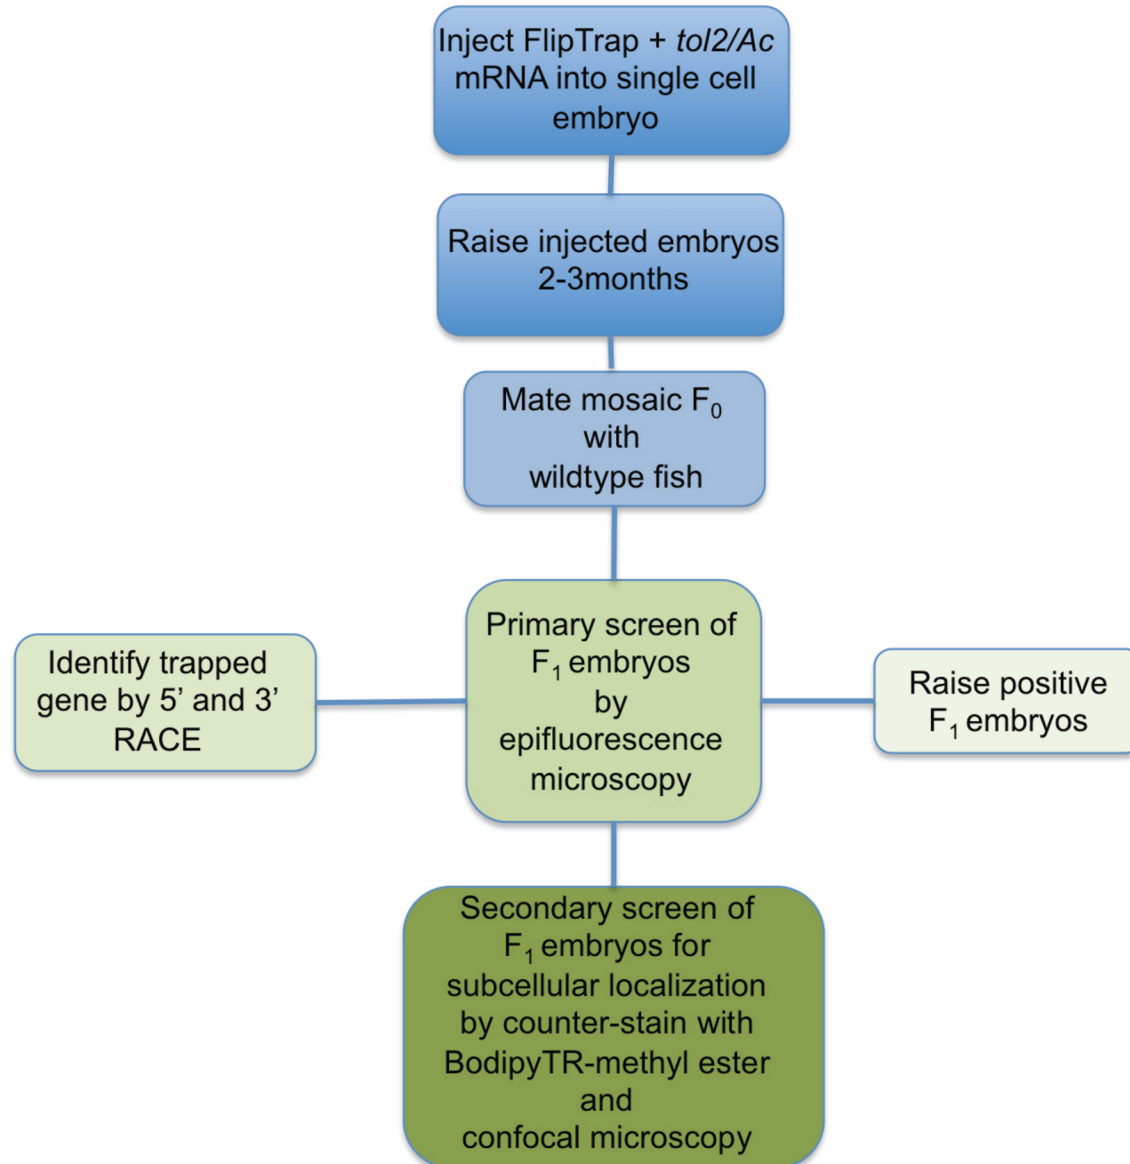 Inject FlipTrap + tol2/Ac
mRNA into single cell
embryo
Raise injected embryos
2-3months
Mate mosaic F₀
with
wildtype fish
Primary screen of
F₁ embryos
by
epifluorescence
microscopy
Identify trapped
gene by 5’ and 3’
RACE
Raise positive
F₁ embryos
Secondary screen of
F₁ embryos for
subcellular localization
by counter-stain with
BodipyTR-methyl ester
and
confocal microscopy